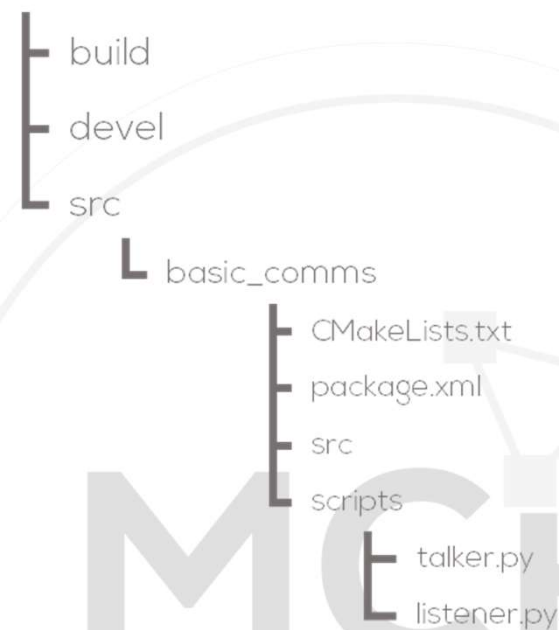 build
devel
src
basic_comms
CMakeLists.txt
package.xml
src
scripts
talker.py
listener.py